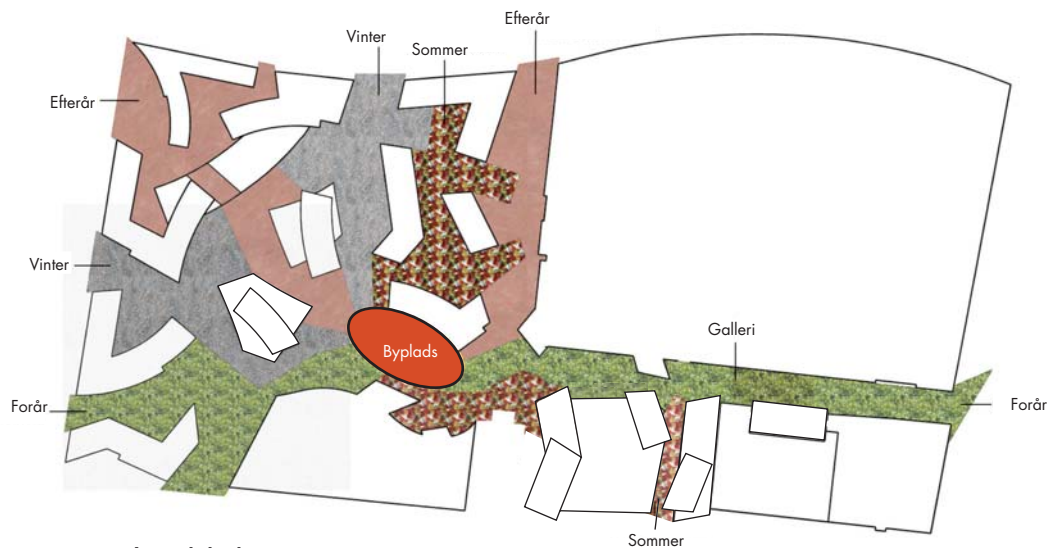 Efterår
Vinter
Sommer
Efterår
Vinter
Byplads
Galleri
Forår
Forår
Sommer